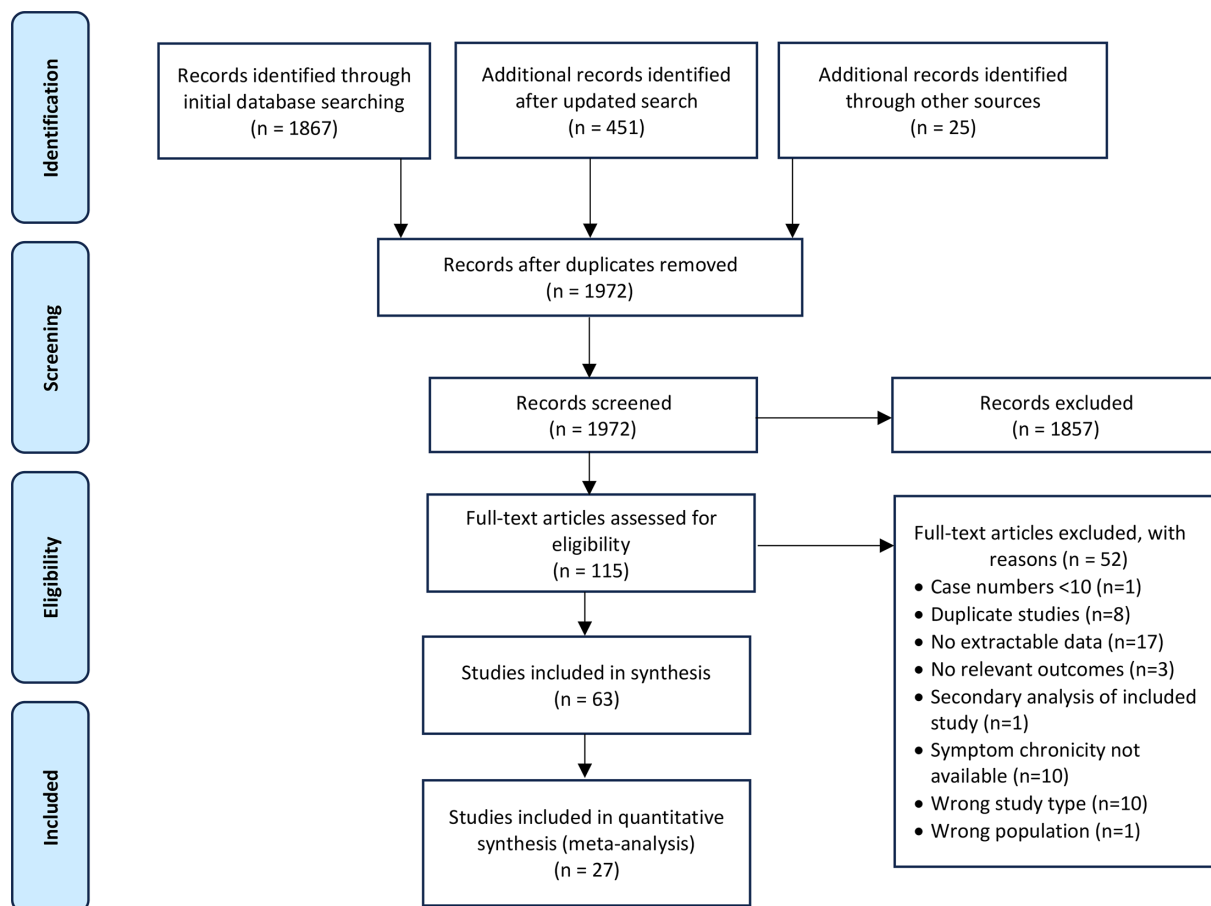 Identification
Records identified through
initial database searching
(n = 1867)
Additional records identified
after updated search
(n = 451)
Additional records identified
through other sources
(n = 25)
Screening
Records after duplicates removed
(n = 1972)
Records screened
(n = 1972)
Records excluded
(n = 1857)
Eligibility
Full-text articles assessed for
eligibility
(n = 115)
Full-text articles excluded, with
reasons (n = 52)
• Case numbers <10 (n=1)
• Duplicate studies (n=8)
• No extractable data (n=17)
• No relevant outcomes (n=3)
• Secondary analysis of included
study (n=1)
• Symptom chronicity not
available (n=10)
• Wrong study type (n=10)
• Wrong population (n=1)
Studies included in synthesis
(n = 63)
Included
Studies included in quantitative
synthesis (meta-analysis)
(n = 27)